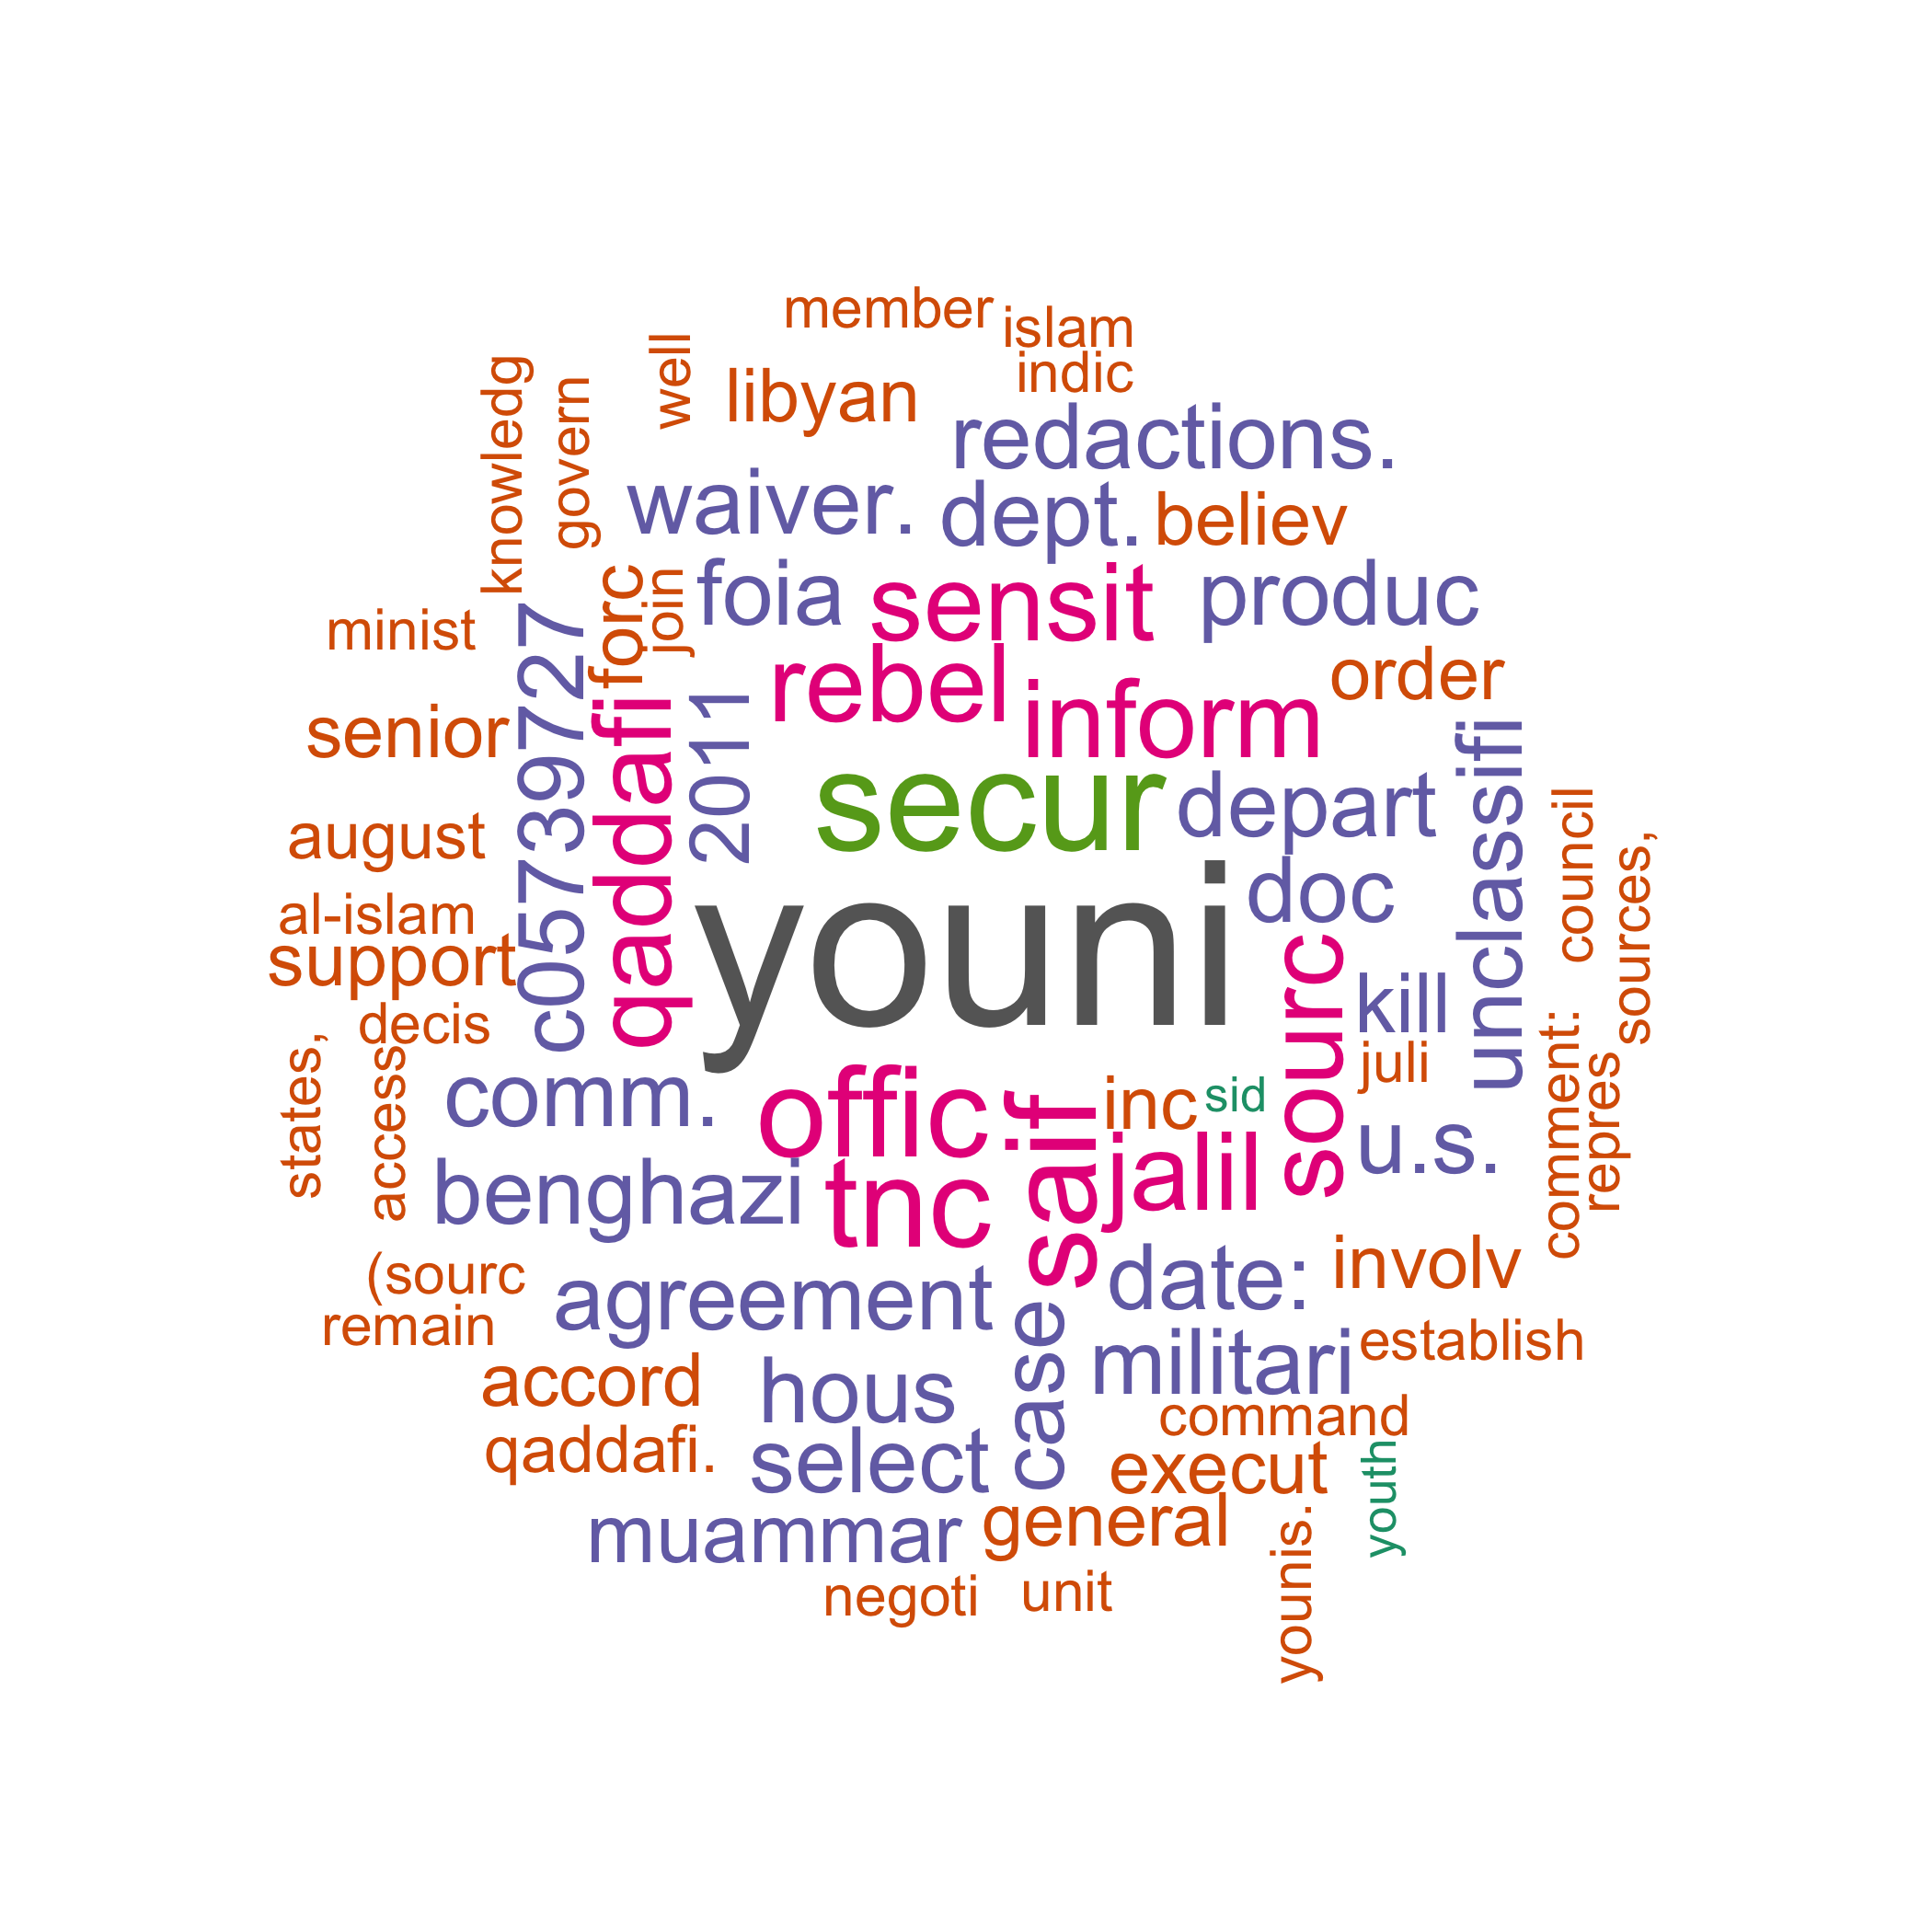 member
islam
indic
well
libyan
knowledg
govern
redactions.
waiver.
dept.
believ
forc
join
foia
sensit
produc
minist
c05739727
rebel
inform
order
senior
qaddafi
2011
secur
depart
unclassifi
august
council
sources,
al-islam
support
youni
doc
sourc
kill
decis
juli
states,
access
comm.
offic
saif
inc
sid
u.s.
comment:
repres
benghazi
tnc
jalil
(sourc
agreement
date:
involv
remain
case
militari
establish
accord
hous
command
qaddafi.
select
execut
youth
muammar
general
younis.
negoti
unit